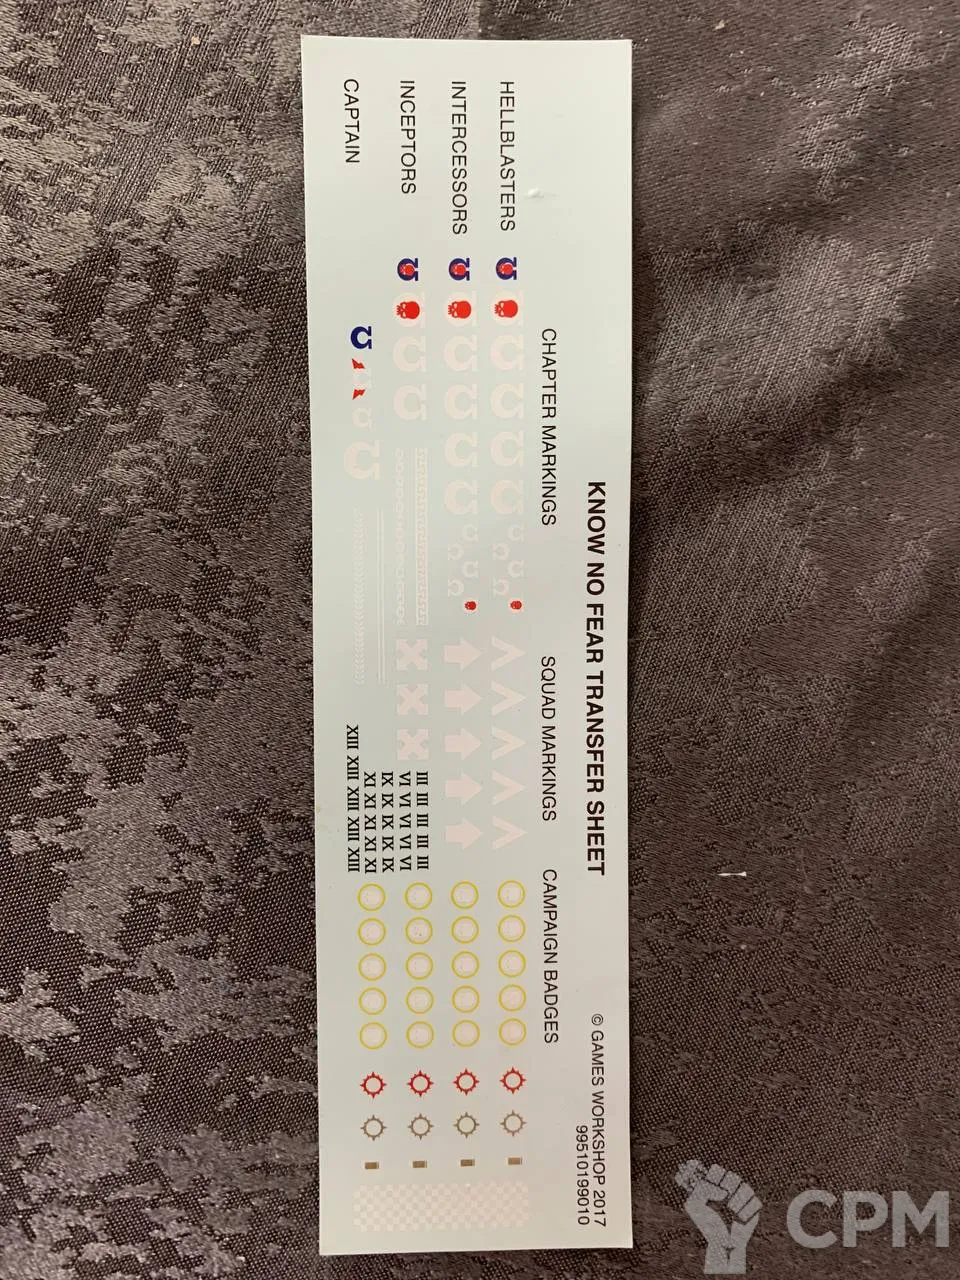 KNOW NO FEAR TRANSFER SHEET
© GAMES WORKSHOP 2017
99510199010
CHAPTER MARKINGS
SQUAD MARKINGS
CAMPAIGN BADGES
HELLBLASTERS
INTERCESSORS
INCEPTORS
CAPTAIN
III III III III III
VI VI VI VI VI
IX IX IX IX IX
XI XI XI XI XI
XIII XIII XIII XIII XIII
CPM